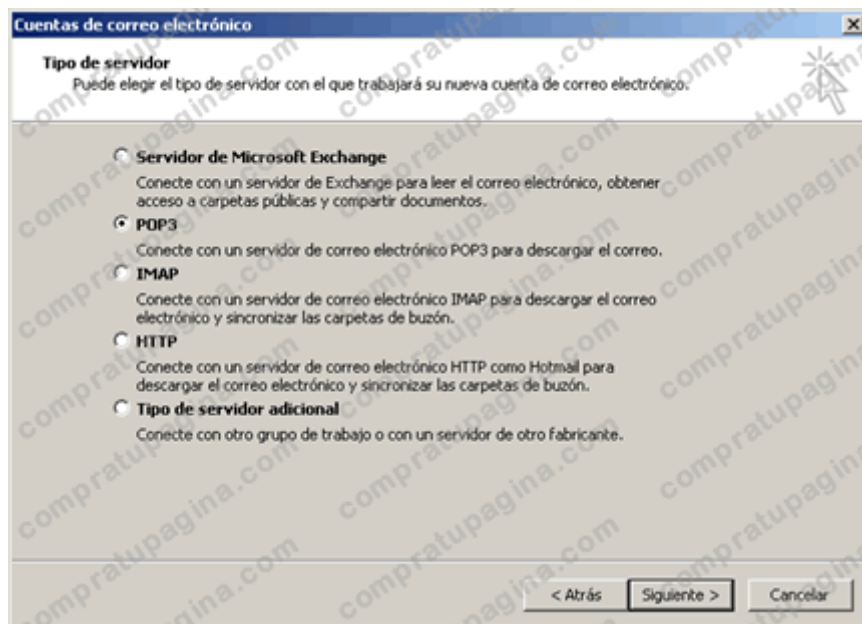 Cuentas de correo electrónico
Tipo de servidor
Puede elegir el tipo de servidor con el que trabajará su nueva cuenta de correo electrónico.
Servidor de Microsoft Exchange
Conecte con un servidor de Exchange para leer el correo electrónico, obtener
acceso a carpetas públicas y compartir documentos.
POP3
Conecte con un servidor de correo electrónico POP3 para descargar el correo.
IMAP
Conecte con un servidor de correo electrónico IMAP para descargar el correo
electrónico y sincronizar las carpetas de buzón.
HTTP
Conecte con un servidor de correo electrónico HTTP como Hotmail para
descargar el correo electrónico y sincronizar las carpetas de buzón.
Tipo de servidor adicional
Conecte con otro grupo de trabajo o con un servidor de otro fabricante.
< Atrás
Siguiente >
Cancelar
compratupagina.com